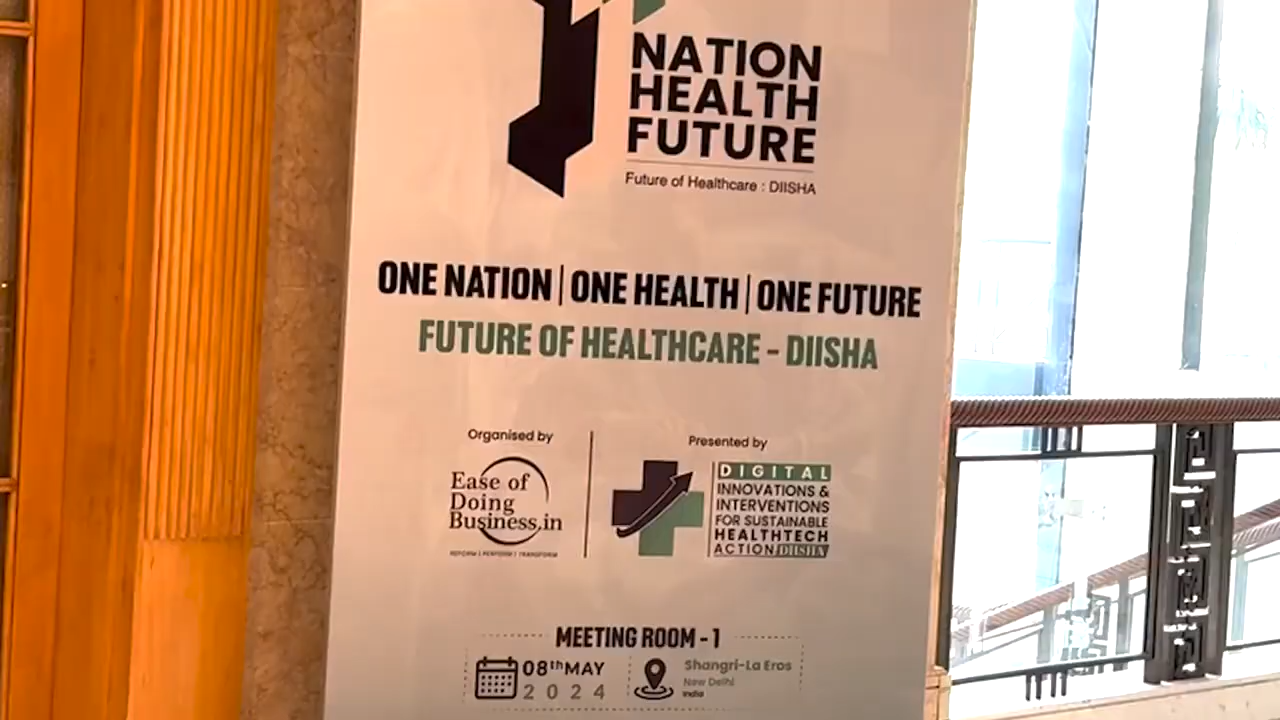 NATION
HEALTH
FUTURE
Future of Healthcare : DIISHA
ONE NATION | ONE HEALTH | ONE FUTURE
FUTURE OF HEALTHCARE - DIISHA
Organised by
Ease of
Doing
Business.in
REFORM | PERFORM | TRANSFORM
Presented by
DIGITAL
INNOVATIONS &
INTERVENTIONS
FOR SUSTAINABLE
HEALTHTECH
ACTION DIISHA
MEETING ROOM - 1
08th MAY
2024
Shangri-La Eros
New Delhi
India